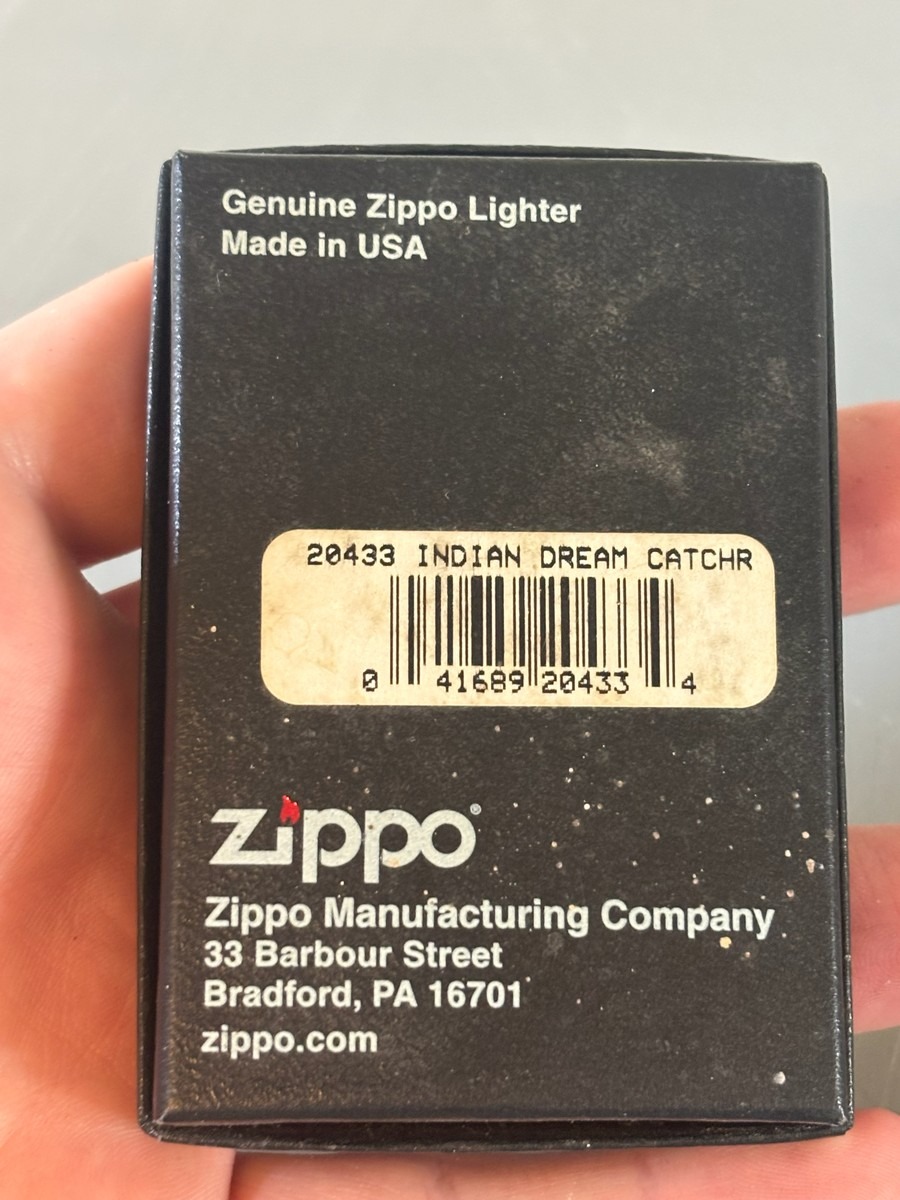 Genuine Zippo Lighter
Made in USA
20433 INDIAN DREAM CATCHR
0 41689 20433 4
zippo®
Zippo Manufacturing Company
33 Barbour Street
Bradford, PA 16701
zippo.com